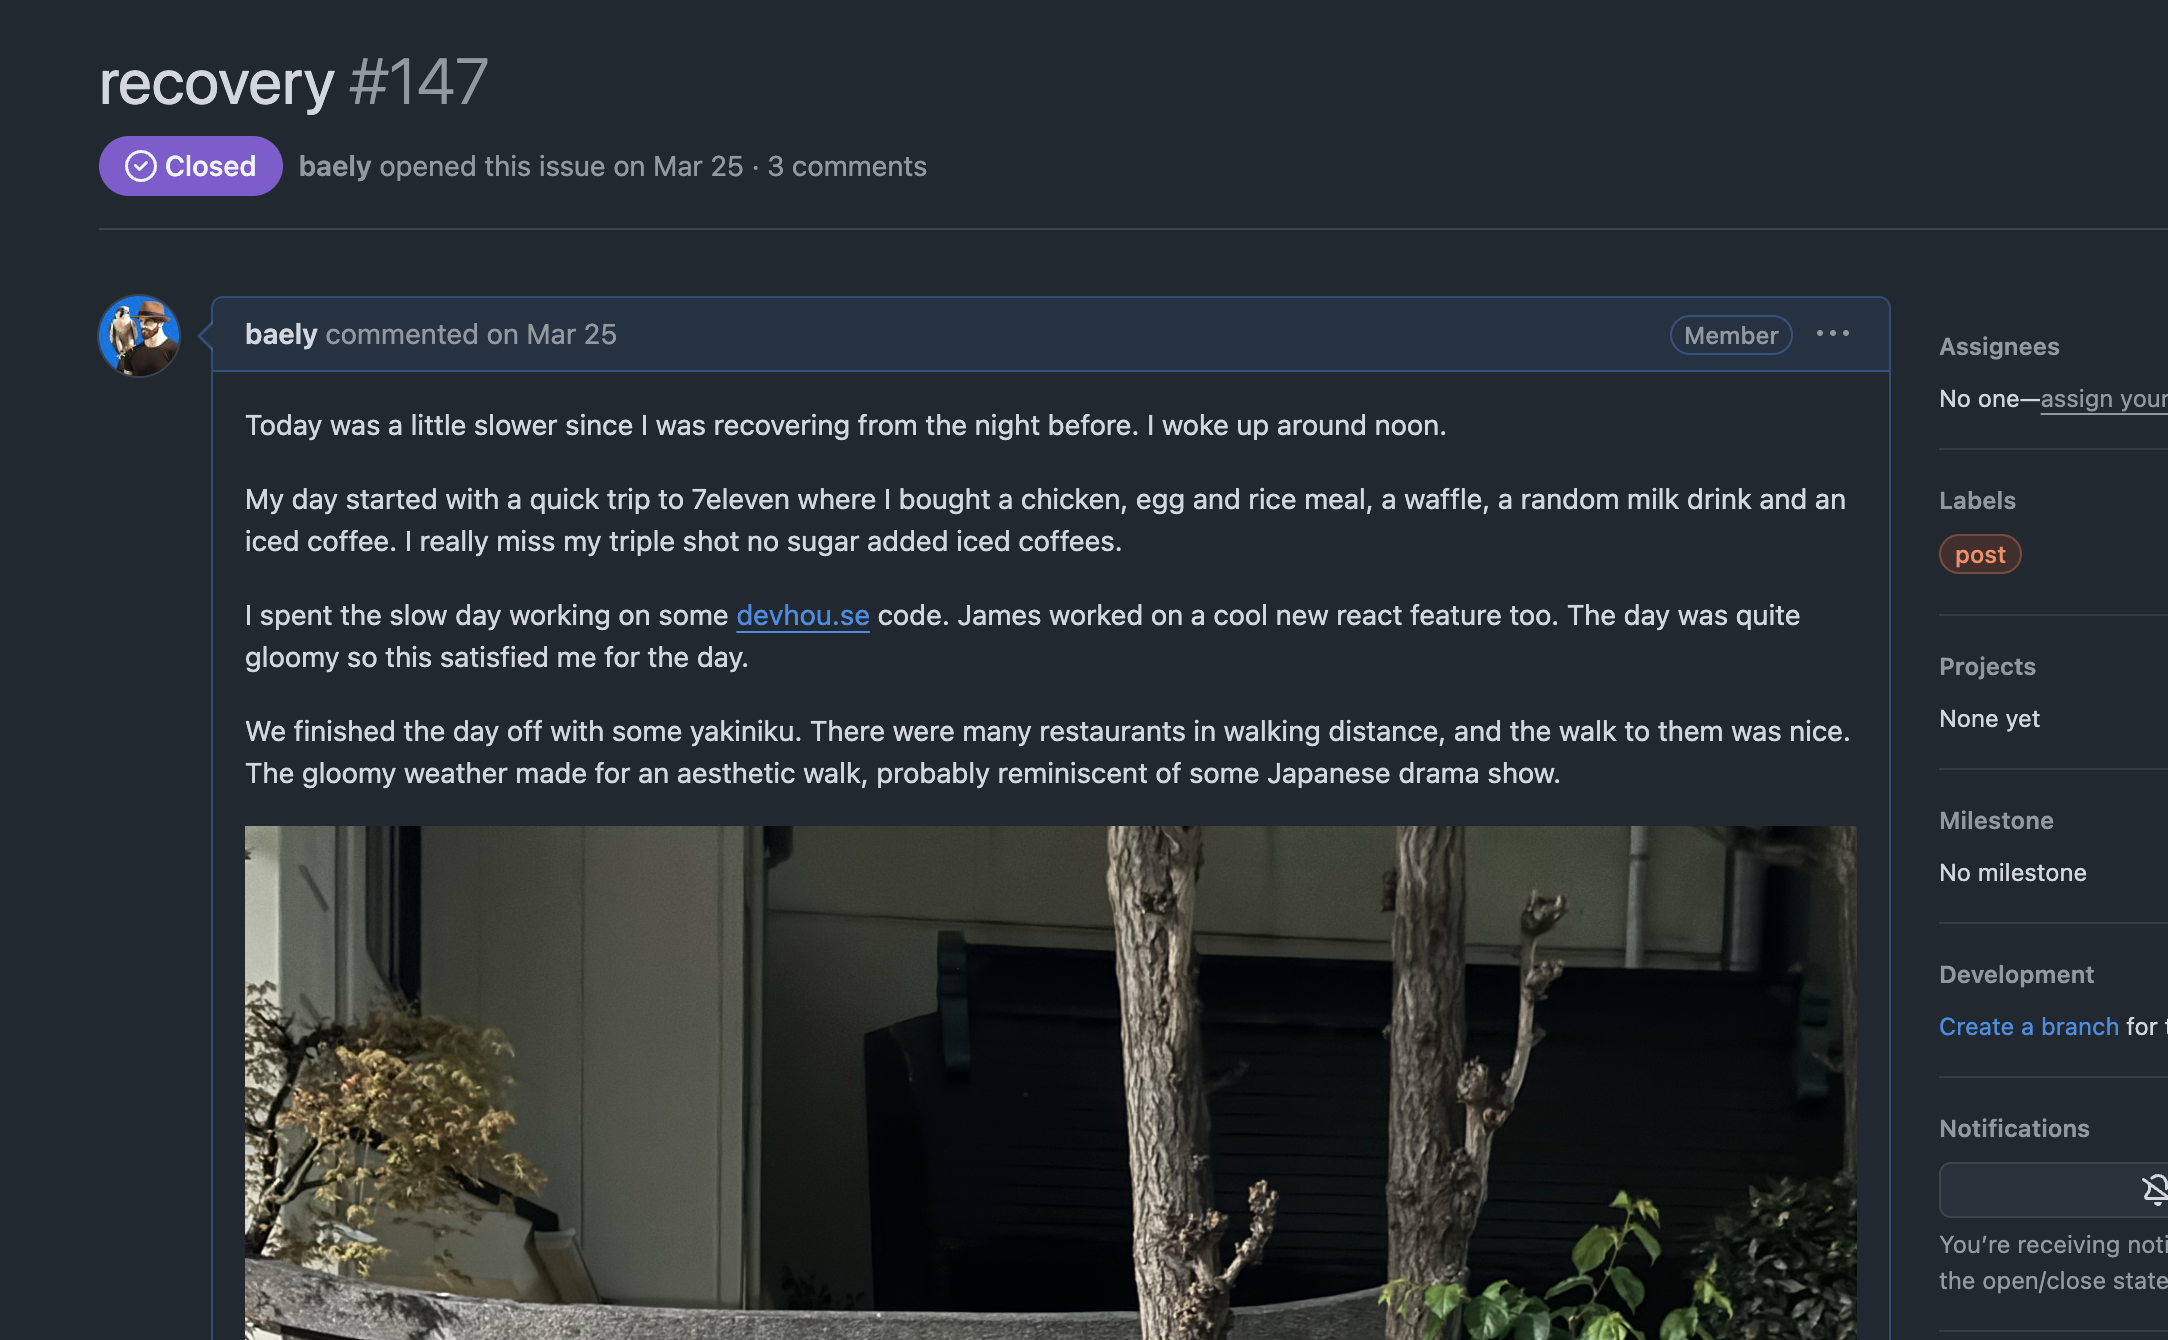 recovery #147
Closed
baely opened this issue on Mar 25 · 3 comments
baely commented on Mar 25
Member
Today was a little slower since I was recovering from the night before. I woke up around noon.
My day started with a quick trip to 7eleven where I bought a chicken, egg and rice meal, a waffle, a random milk drink and an
iced coffee. I really miss my triple shot no sugar added iced coffees.
I spent the slow day working on some devhou.se code. James worked on a cool new react feature too. The day was quite
gloomy so this satisfied me for the day.
We finished the day off with some yakiniku. There were many restaurants in walking distance, and the walk to them was nice.
The gloomy weather made for an aesthetic walk, probably reminiscent of some Japanese drama show.
Assignees
No one—assign your
Labels
post
Projects
None yet
Milestone
No milestone
Development
Create a branch for
Notifications
You're receiving
the open/close state